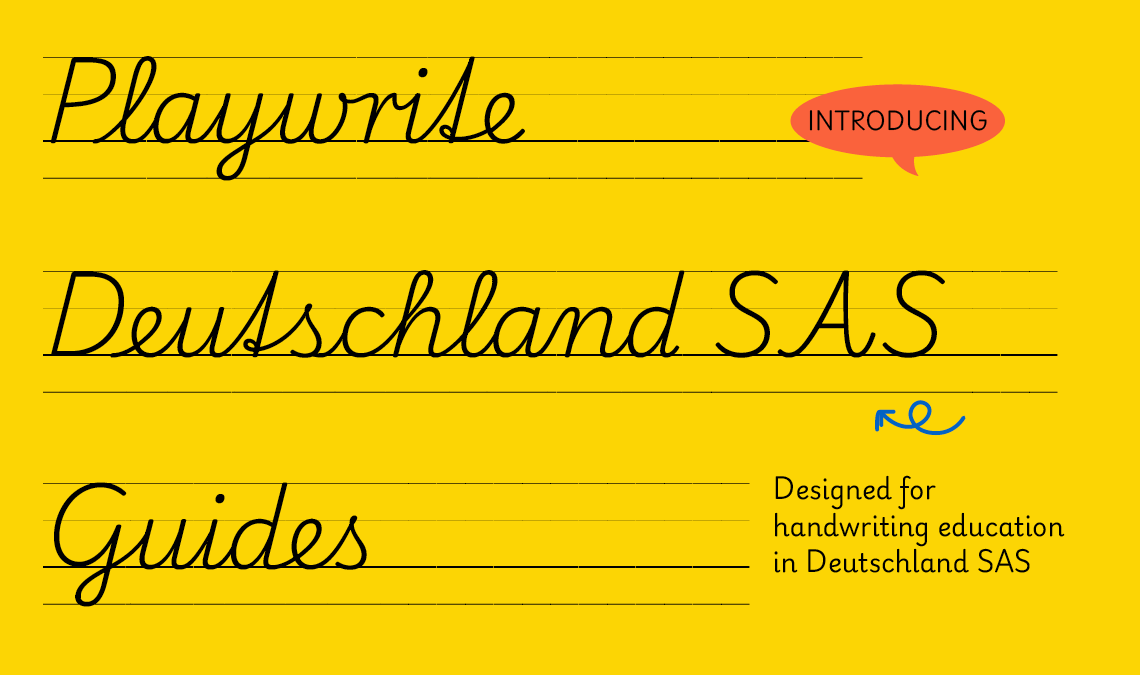 Playwrite
INTRODUCING
Deutschland SAS
Guides
Designed for
handwriting education
in Deutschland SAS